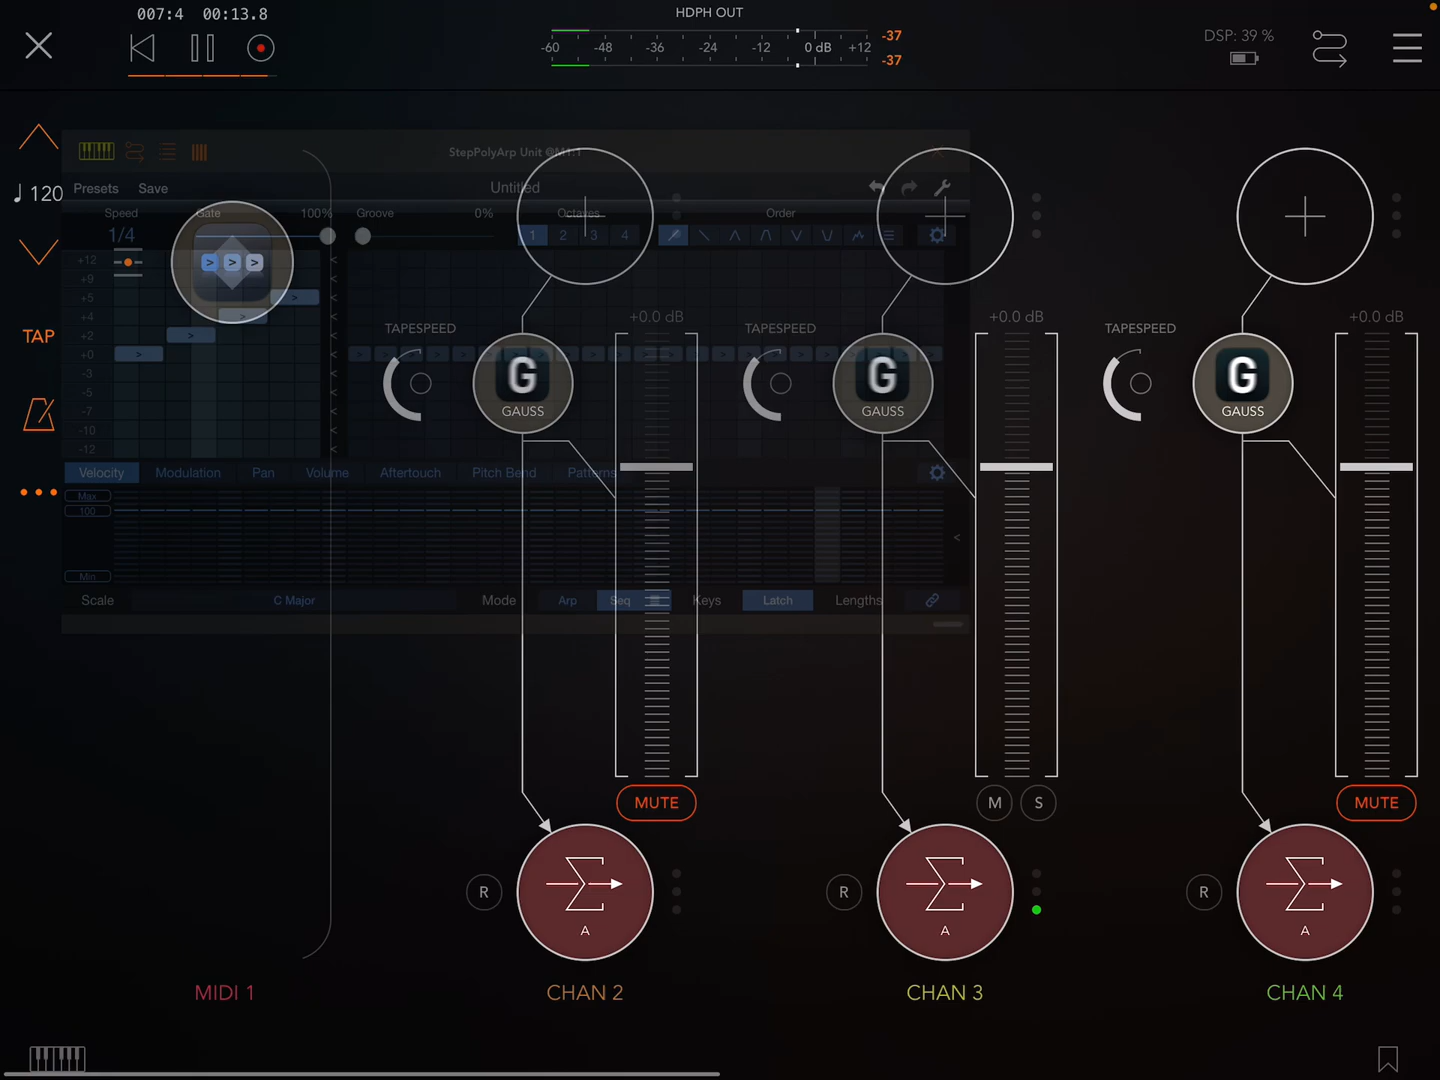 007:4 00:13.8
HDPH OUT
-60 -48 -36 -24 -12 0 dB +12
-37
-37
DSP: 39 %
120
TAP
StepPolyArp Unit @M1:1
Presets Save Untitled
Speed Gate 100% Groove 0% Octaves Order
1/4
1 2 3 4
+12
+9
+5
+4
+2
+0
-3
-5
-7
-10
-12
Velocity Modulation Pan Volume Aftertouch Pitch Bend Patterns
Max
100
Min
Scale C Major Mode Arp Seq Keys Latch Lengths
+0.0 dB +0.0 dB +0.0 dB
TAPESPEED TAPESPEED TAPESPEED
G G G
GAUSS GAUSS GAUSS
MUTE M S MUTE
R R R
A A A
MIDI 1 CHAN 2 CHAN 3 CHAN 4